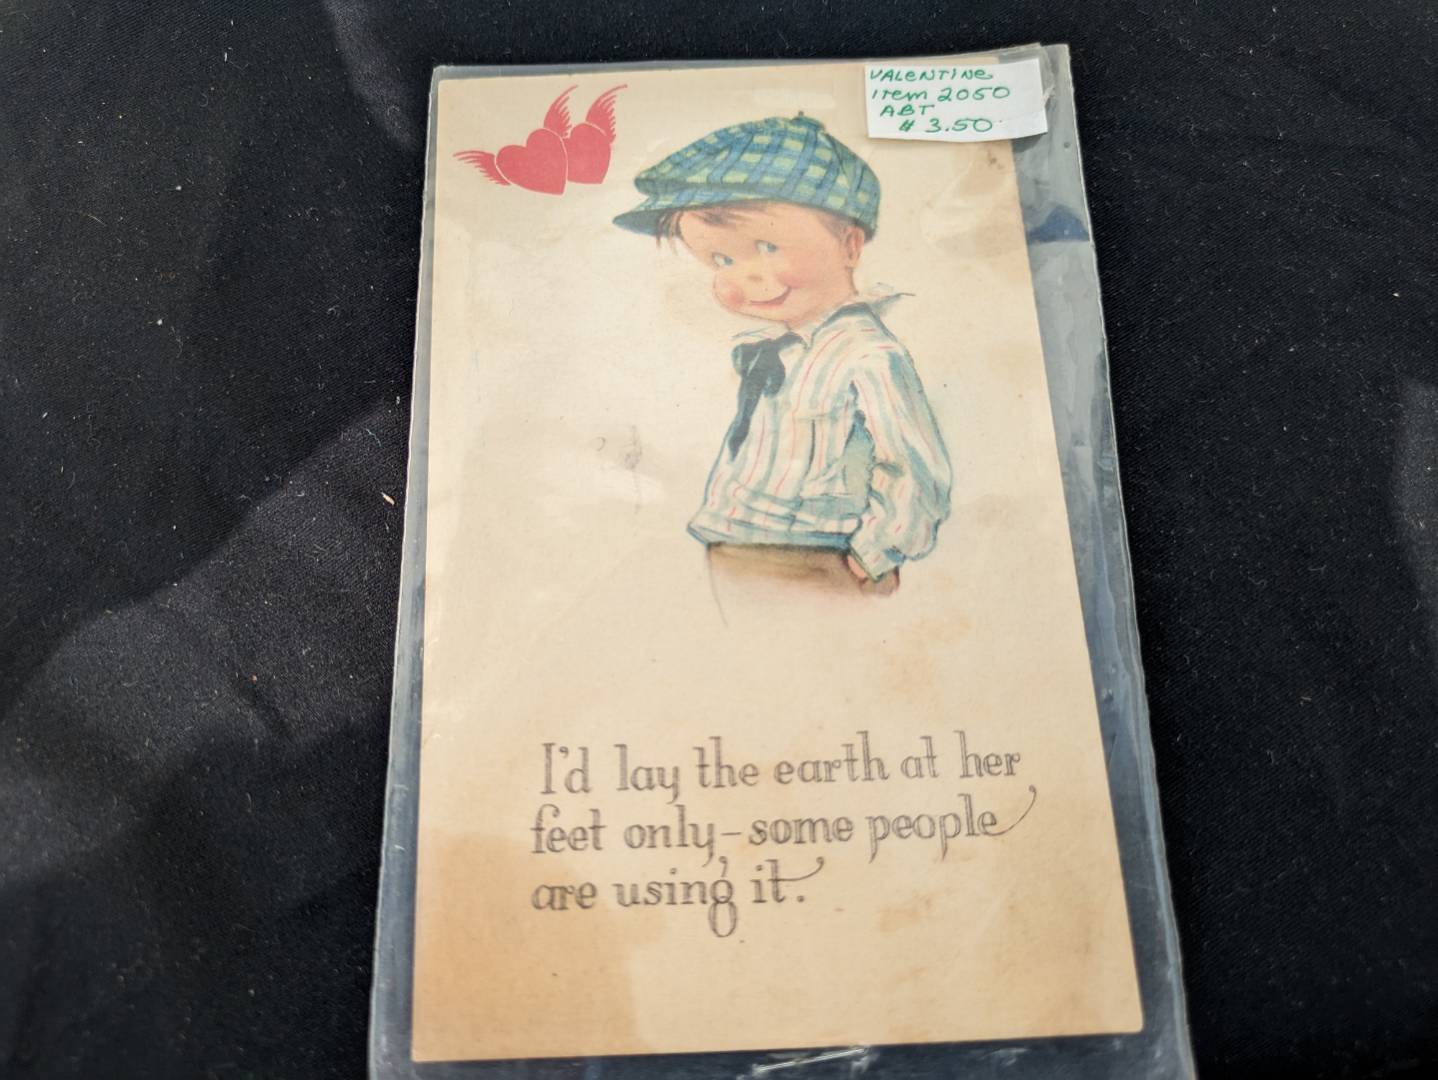 VALENTINE
ITEM 2050
ABT
$ 3.50
I'd lay the earth at her
feet only,-some people
are using it.